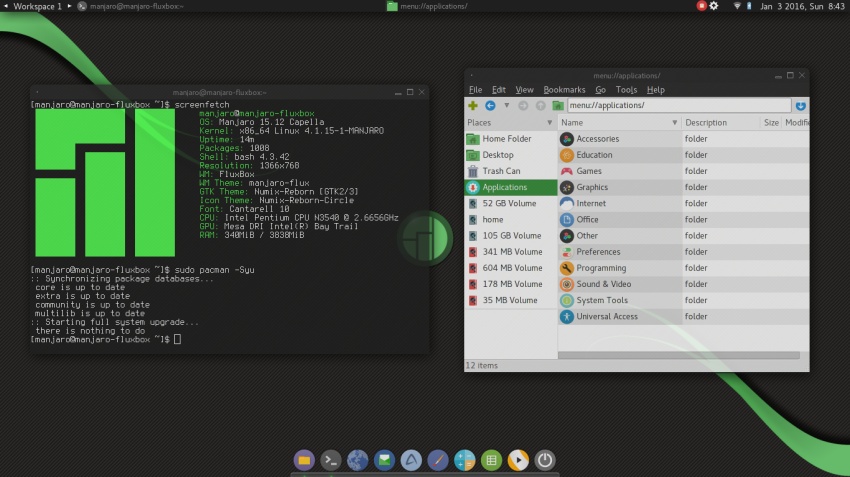 Workspace 1
manjaro@manjaro-fluxbox:~
menu://applications/
Jan 3 2016, Sun 8:43
manjaro@manjaro-fluxbox:~
[manjaro@manjaro-fluxbox ~]$ screenfetch
manjaro@manjaro-fluxbox
OS: Manjaro 15.12 Capella
Kernel: x86_64 Linux 4.1.15-1-MANJARO
Uptime: 14m
Packages: 1008
Shell: bash 4.3.42
Resolution: 1366x768
WM: FluxBox
WM Theme: manjaro-flux
GTK Theme: Numix-Reborn [GTK2/3]
Icon Theme: Numix-Reborn-Circle
Font: Cantarell 10
CPU: Intel Pentium CPU N3540 @ 2.6656GHz
GPU: Mesa DRI Intel(R) Bay Trail
RAM: 340MiB / 3838MiB
[manjaro@manjaro-fluxbox ~]$ sudo pacman -Syu
:: Synchronizing package databases...
core is up to date
extra is up to date
community is up to date
multilib is up to date
:: Starting full system upgrade...
there is nothing to do
[manjaro@manjaro-fluxbox ~]$
menu://applications/
File Edit View Bookmarks Go Tools Help
menu://applications/
Places
Home Folder
Desktop
Trash Can
Applications
52 GB Volume
home
105 GB Volume
341 MB Volume
604 MB Volume
178 MB Volume
35 MB Volume
Name Description Size Modifi
Accessories folder
Education folder
Games folder
Graphics folder
Internet folder
Office folder
Other folder
Preferences folder
Programming folder
Sound & Video folder
System Tools folder
Universal Access folder
12 items